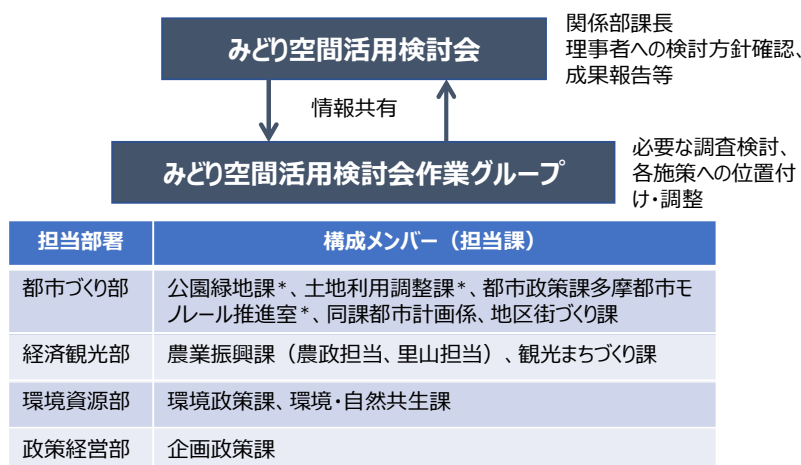 みどり空間活用検討会
関係部課長
理事者への検討方針確認、
成果報告等
情報共有
みどり空間活用検討会作業グループ
必要な調査検討、
各施策への位置付
け・調整
担当部署
構成メンバー（担当課）
都市づくり部
公園緑地課*、土地利用調整課*、都市政策課多摩都市モ
ノレール推進室*、同課都市計画係、地区街づくり課
経済観光部
農業振興課（農政担当、里山担当）、観光まちづくり課
環境資源部
環境政策課、環境・自然共生課
政策経営部
企画政策課